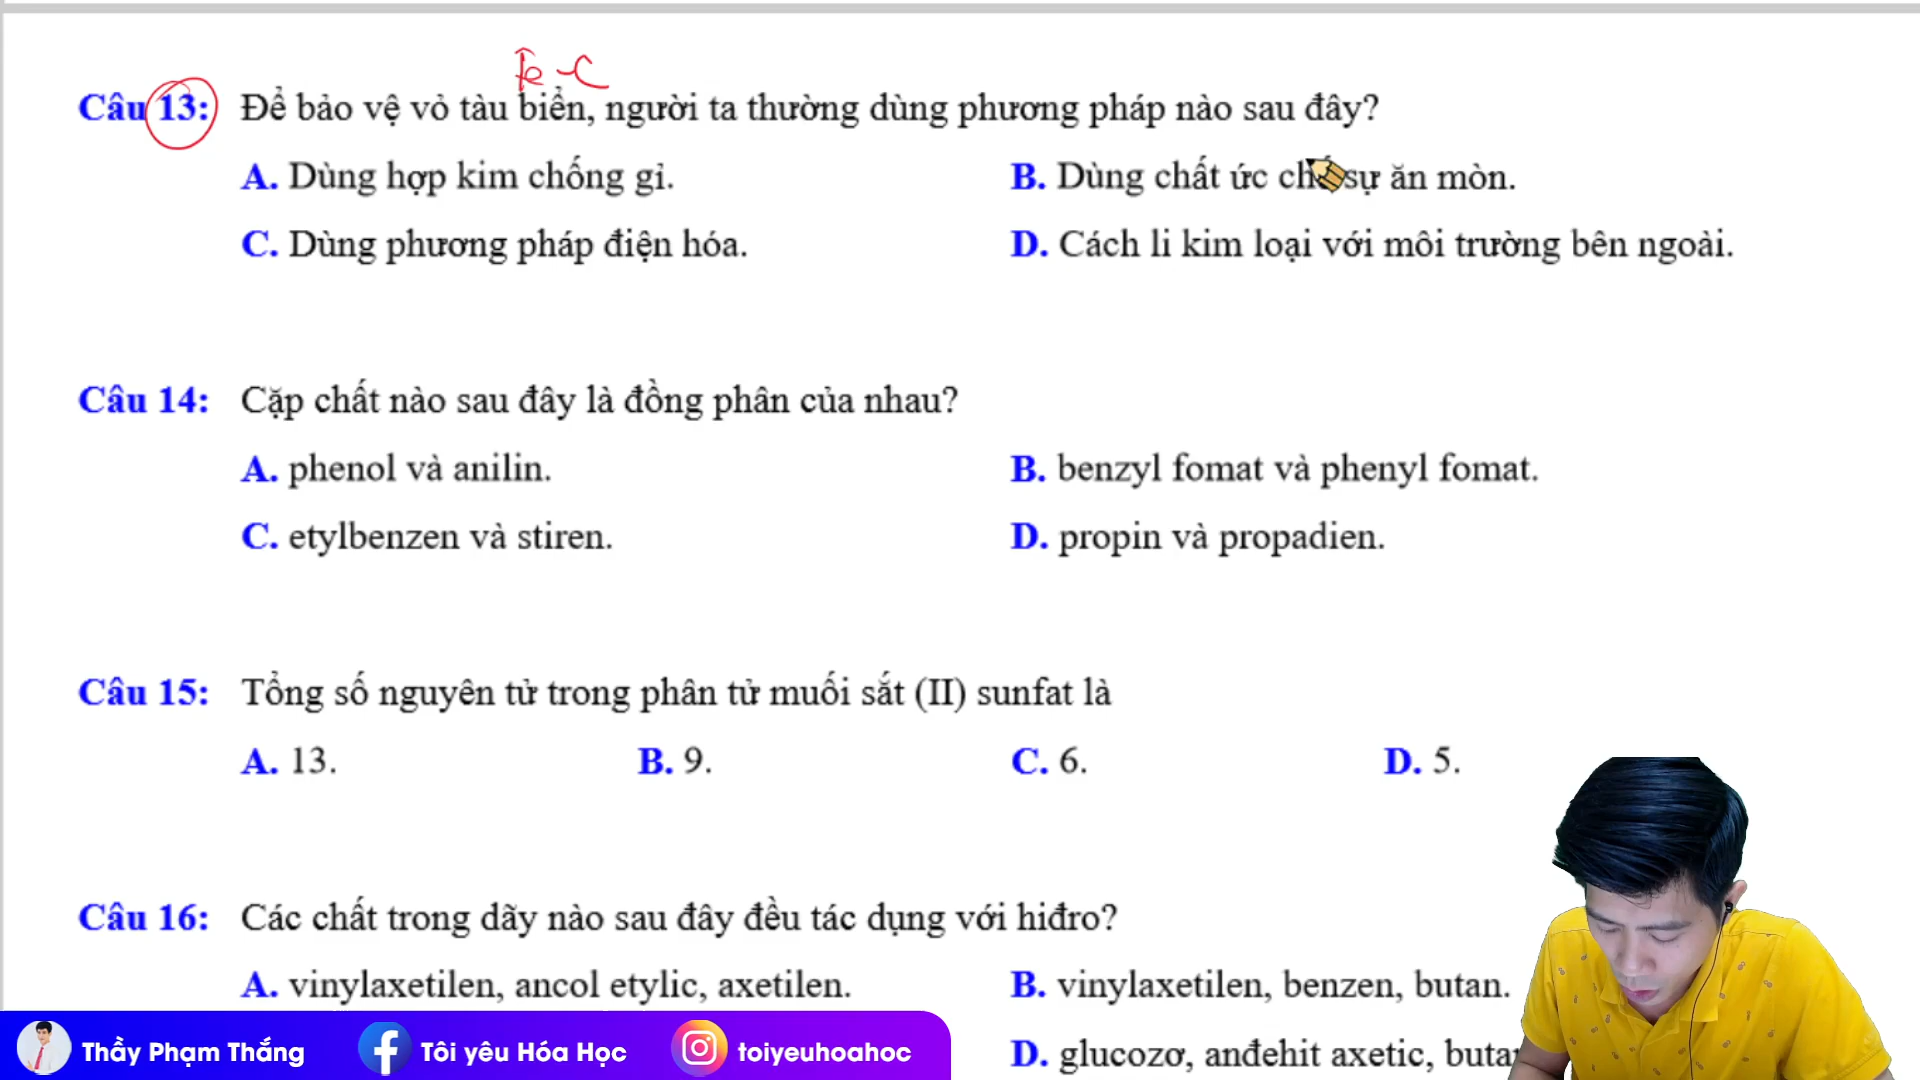 Fe-C
Câu 13: Để bảo vệ vỏ tàu biển, người ta thường dùng phương pháp nào sau đây?
A. Dùng hợp kim chống gỉ. B. Dùng chất ức chế sự ăn mòn.
C. Dùng phương pháp điện hóa. D. Cách li kim loại với môi trường bên ngoài.
Câu 14: Cặp chất nào sau đây là đồng phân của nhau?
A. phenol và anilin. B. benzyl fomat và phenyl fomat.
C. etylbenzen và stiren. D. propin và propadien.
Câu 15: Tổng số nguyên tử trong phân tử muối sắt (II) sunfat là
A. 13. B. 9. C. 6. D. 5.
Câu 16: Các chất trong dãy nào sau đây đều tác dụng với hiđro?
A. vinylaxetilen, ancol etylic, axetilen. B. vinylaxetilen, benzen, butan.
D. glucozơ, anđehit axetic,
Thầy Phạm Thắng Tôi yêu Hóa Học toiyeuhoahoc